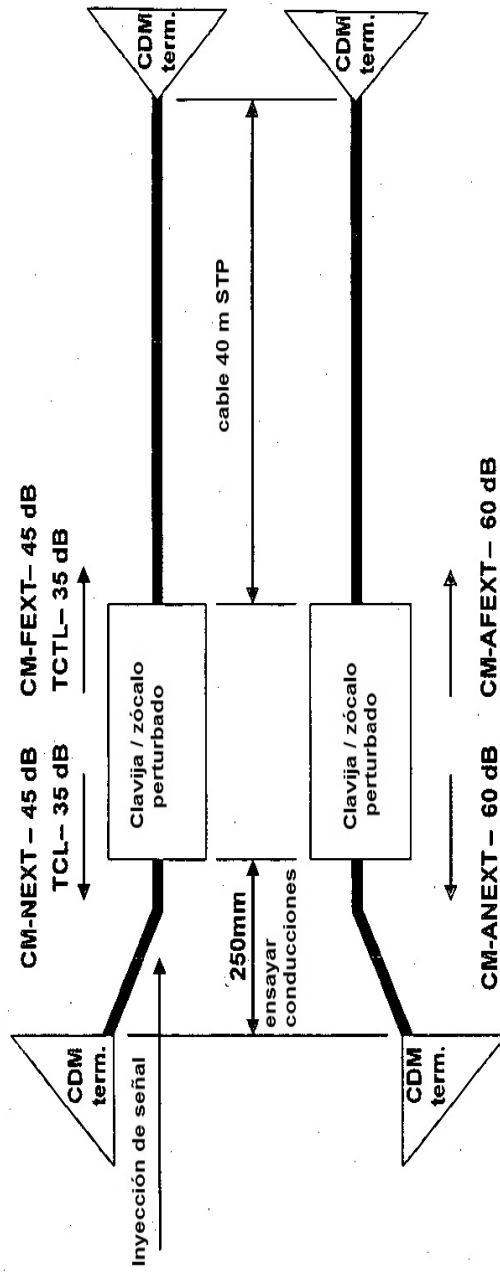 CM-NEXT – 45 dB
TCL– 35 dB
CM-FEXT– 45 dB
TCTL– 35 dB
CDM
term.
Inyección de señal
Clavija / zócalo
perturbado
CDM
term.
250mm
ensayar
conducciones
cable 40 m STP
CDM
term.
Clavija / zócalo
perturbado
CDM
term.
CM-ANEXT – 60 dB
CM-AFEXT – 60 dB